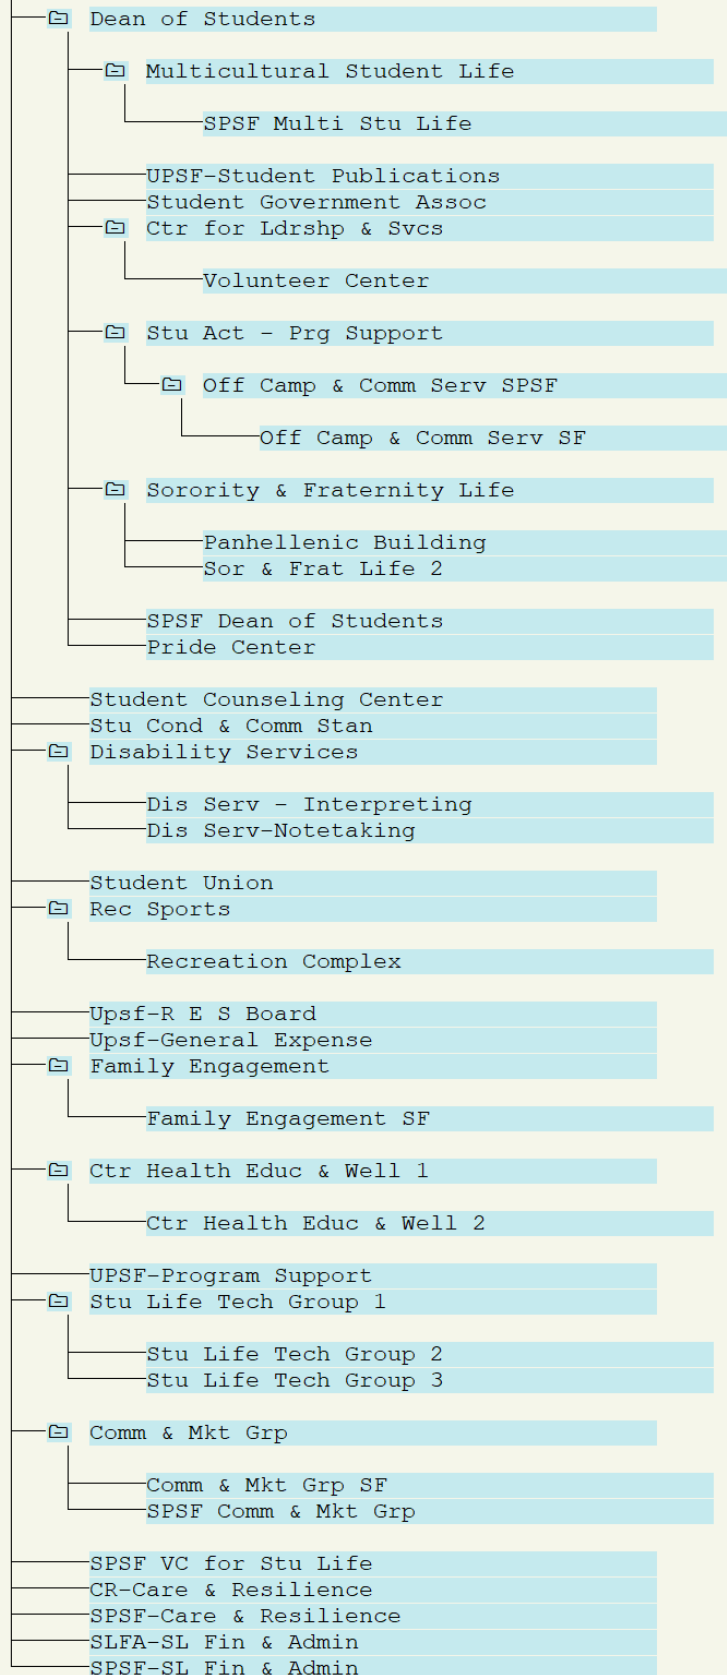 Dean of Students
Multicultural Student Life
SPSF Multi Stu Life
UPSF-Student Publications
Student Government Assoc
Ctr for Ldrshp & Svcs
Volunteer Center
Stu Act - Prg Support
Off Camp & Comm Serv SPSF
Off Camp & Comm Serv SF
Sorority & Fraternity Life
Panhellenic Building
Sor & Frat Life 2
SPSF Dean of Students
Pride Center
Student Counseling Center
Stu Cond & Comm Stan
Disability Services
Dis Serv - Interpreting
Dis Serv-Notetaking
Student Union
Rec Sports
Recreation Complex
Upsf-R E S Board
Upsf-General Expense
Family Engagement
Family Engagement SF
Ctr Health Educ & Well 1
Ctr Health Educ & Well 2
UPSF-Program Support
Stu Life Tech Group 1
Stu Life Tech Group 2
Stu Life Tech Group 3
Comm & Mkt Grp
Comm & Mkt Grp SF
SPSF Comm & Mkt Grp
SPSF VC for Stu Life
CR-Care & Resilience
SPSF-Care & Resilience
SLFA-SL Fin & Admin
SPSF-SL Fin & Admin